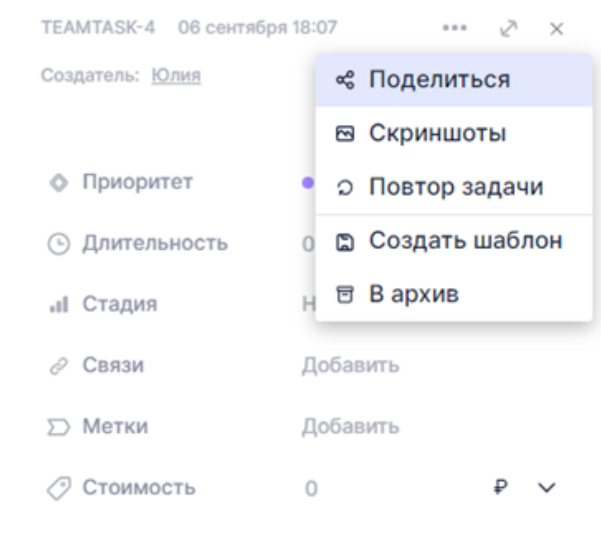 TEAMTASK-4 06 сентября 18:07
Создатель: Юлия
Поделиться
Скриншоты
Повтор задачи
Создать шаблон
В архив
Приоритет
Длительность 0
Стадия Н
Связи Добавить
Метки Добавить
Стоимость 0 ₽